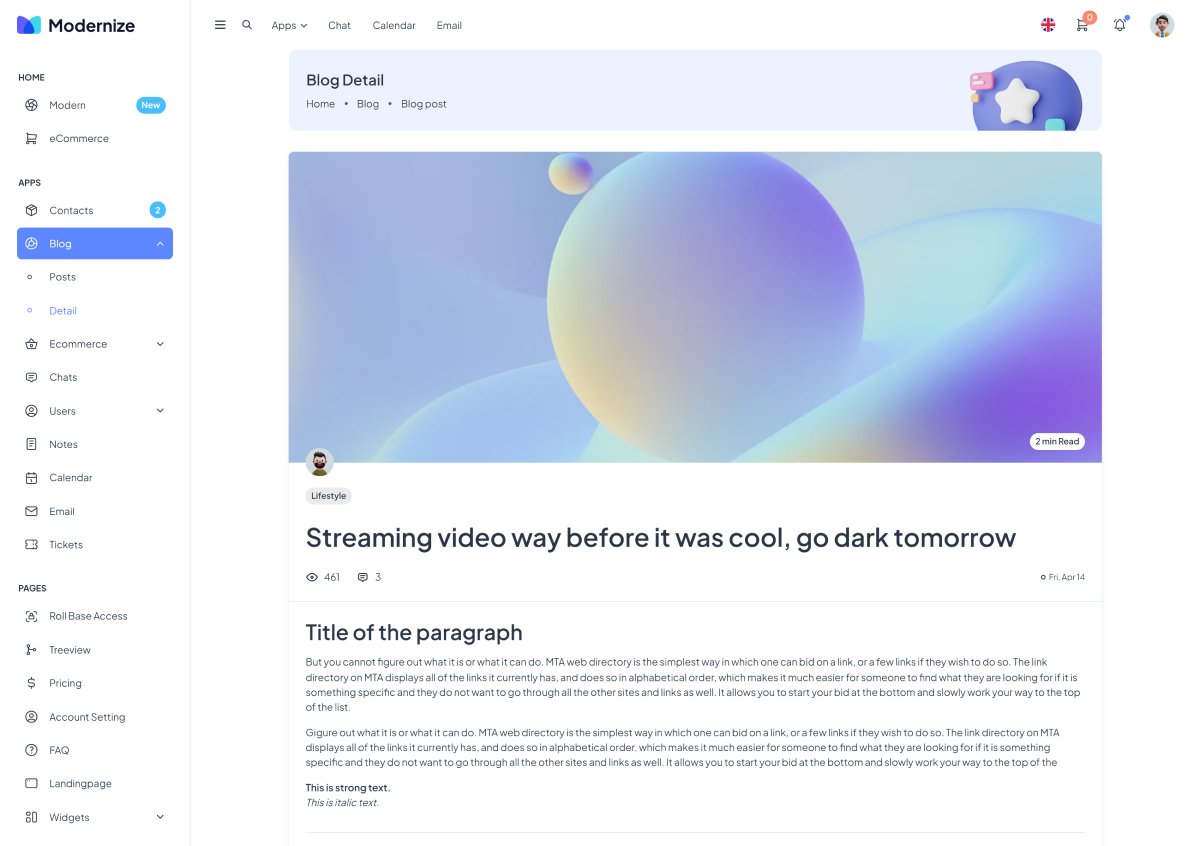 Modernize
Apps
Chat
Calendar
Email
0
HOME
Modern
New
eCommerce
APPS
Contacts
2
Blog
Posts
Detail
Ecommerce
Chats
Users
Notes
Calendar
Email
Tickets
PAGES
Roll Base Access
Treeview
Pricing
Account Setting
FAQ
Landingpage
Widgets
Blog Detail
Home • Blog • Blog post
2 min Read
Lifestyle
Streaming video way before it was cool, go dark tomorrow
461 3 Fri, Apr 14
Title of the paragraph
But you cannot figure out what it is or what it can do. MTA web directory is the simplest way in which one can bid on a link, or a few links if they wish to do so. The link
directory on MTA displays all of the links it currently has, and does so in alphabetical order, which makes it much easier for someone to find what they are looking for if it is
something specific and they do not want to go through all the other sites and links as well. It allows you to start your bid at the bottom and slowly work your way to the top
of the list.
Gigure out what it is or what it can do. MTA web directory is the simplest way in which one can bid on a link, or a few links if they wish to do so. The link directory on MTA
displays all of the links it currently has, and does so in alphabetical order, which makes it much easier for someone to find what they are looking for if it is something
specific and they do not want to go through all the other sites and links as well. It allows you to start your bid at the bottom and slowly work your way to the top of the
This is strong text.
This is italic text.